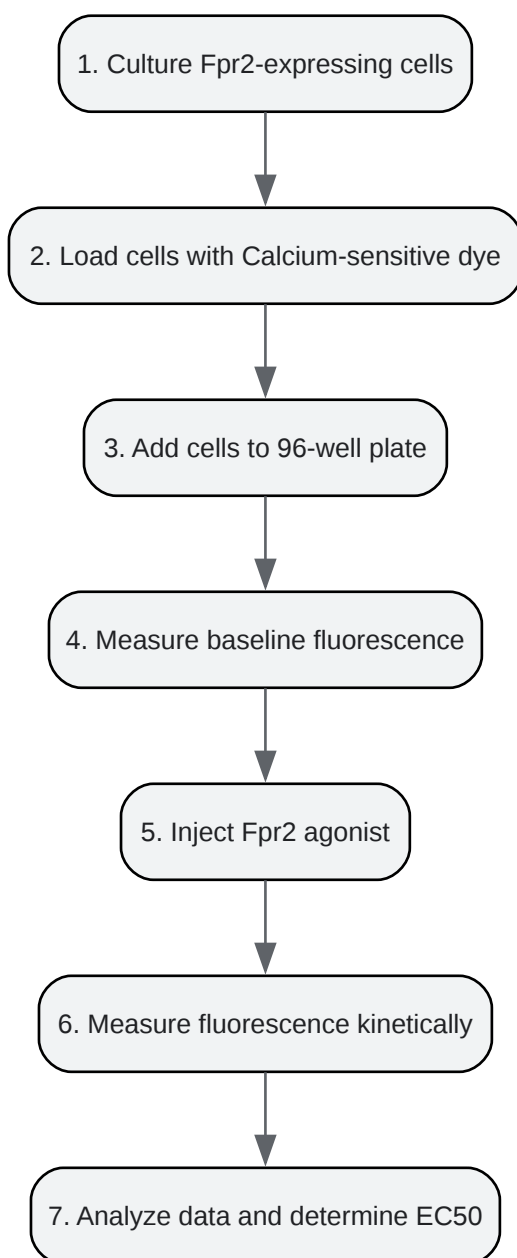 1. Culture Fpr2-expressing cells
2. Load cells with Calcium-sensitive dye
3. Add cells to 96-well plate
4. Measure baseline fluorescence
5. Inject Fpr2 agonist
6. Measure fluorescence kinetically
7. Analyze data and determine EC50